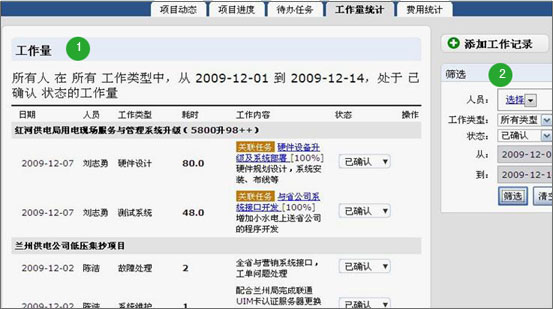 项目动态 项目进度 待办任务 工作量统计 费用统计
工作量 1
所有人 在 所有 工作类型中，从 2009-12-01 到 2009-12-14，处于 已
确认 状态的工作量
日期 人员 工作类型 耗时 工作内容 状态 操作
红河供电局用电现场服务与管理系统升级（5800升98++）
2009-12-07 刘志勇 硬件设计 80.0 关联任务 硬件设备升
级及系统部署 [100%]
硬件规划设计，系统安
装、布线等
已确认
2009-12-07 刘志勇 测试系统 48.0 关联任务 与省公司系
统接口开发 [100%]
增加小水电上送省公司
的程序开发
已确认
兰州供电公司低压集抄项目
2009-12-02 陈浩 故障处理 2 全省与营销系统接口，
工单问题处理
已确认
2009-12-02 陈浩 系统维护 1 配合兰州局完成联通
UIM卡认证服务器更换
已确认
添加工作记录
筛选 2
人员： 选择
工作类型： 所有类型
状态： 已确认
从： 2009-12-0
到： 2009-12-1
筛选 清空